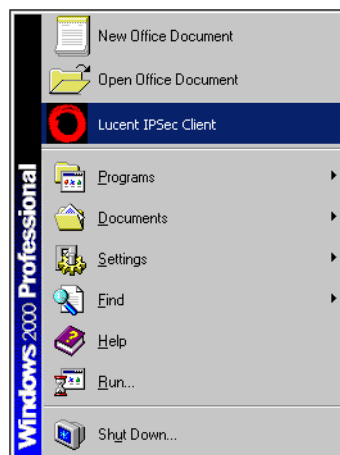 New Office Document
Open Office Document
Lucent IPSec Client
Programs
Documents
Settings
Find
Help
Run...
Shut Down...
Windows 2000 Professional